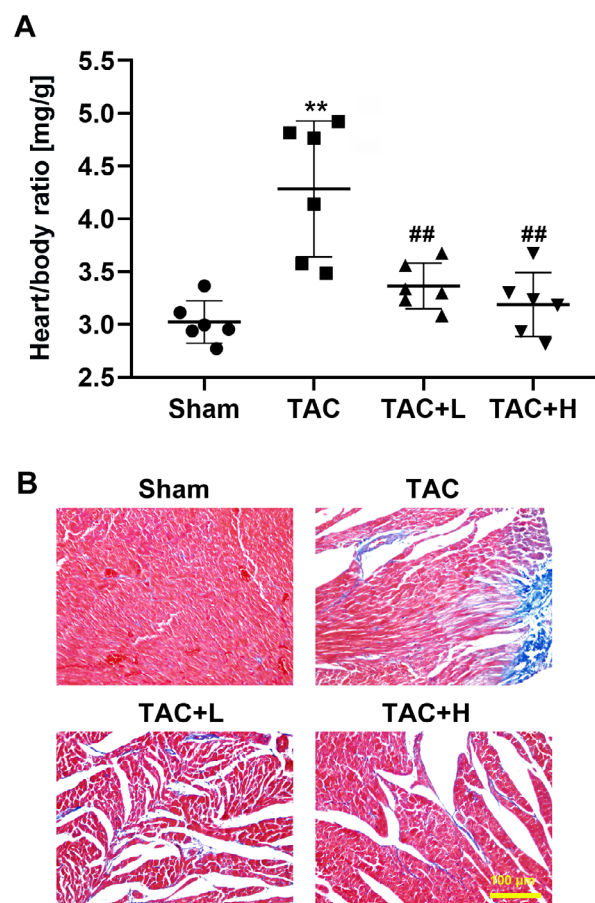 A
Heart/body ratio [mg/g]
5.5
5.0
4.5
4.0
3.5
3.0
2.5
**
##
##
Sham
TAC
TAC+L
TAC+H
B
Sham
TAC
TAC+L
TAC+H
100 μm